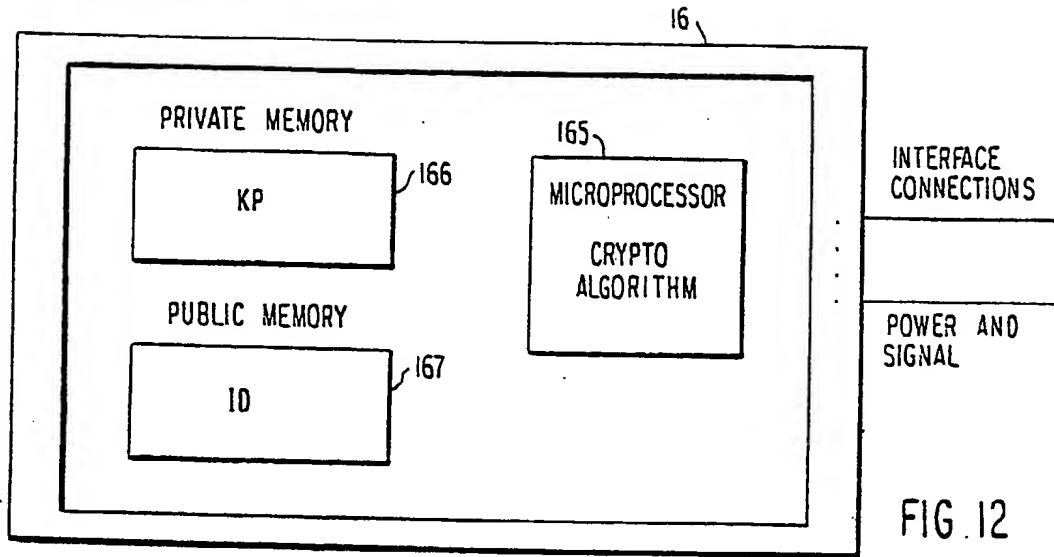 16
PRIVATE MEMORY
KP
166
165
MICROPROCESSOR
CRYPTO
ALGORITHM
PUBLIC MEMORY
ID
167
INTERFACE
CONNECTIONS
POWER AND
SIGNAL
FIG.12